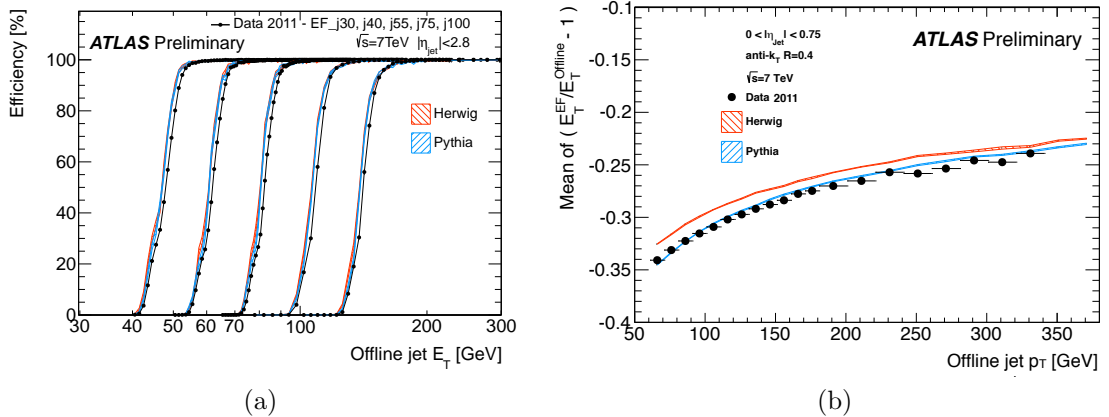 Efficiency [%]
120
100
80
60
40
20
0
Data 2011 - EF_j30, j40, j55, j75, j100
ATLAS Preliminary
√s=7TeV |η_jet|<2.8
Herwig
Pythia
30 40 50 60 70 100 200 300
Offline jet E_T [GeV]
(a)
Mean of ( E_T^EF/E_T^Offline - 1)
-0.1
-0.15
-0.2
-0.25
-0.3
-0.35
-0.4
0 < |η_Jet| < 0.75
ATLAS Preliminary
anti-k_T R=0.4
√s=7 TeV
Data 2011
Herwig
Pythia
50 100 150 200 250 300 350
Offline jet p_T [GeV]
(b)